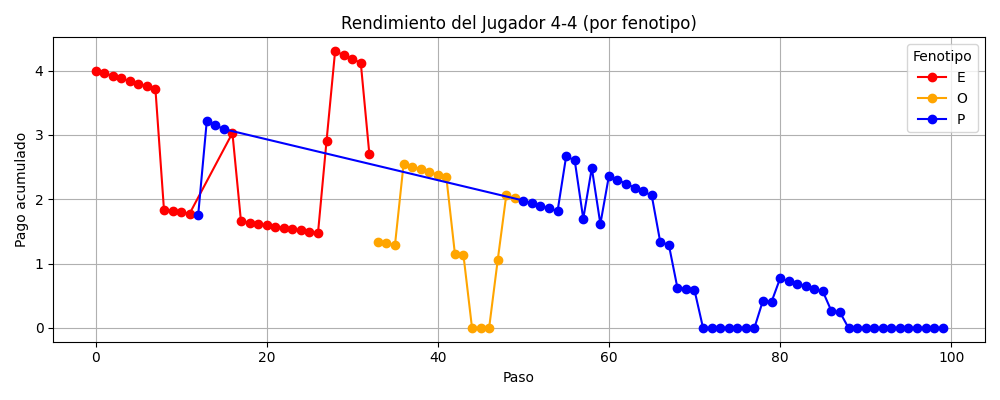 Rendimiento del Jugador 4-4 (por fenotipo)
Pago acumulado
4
3
2
1
0
Fenotipo
E
O
P
0 20 40 60 80 100
Paso